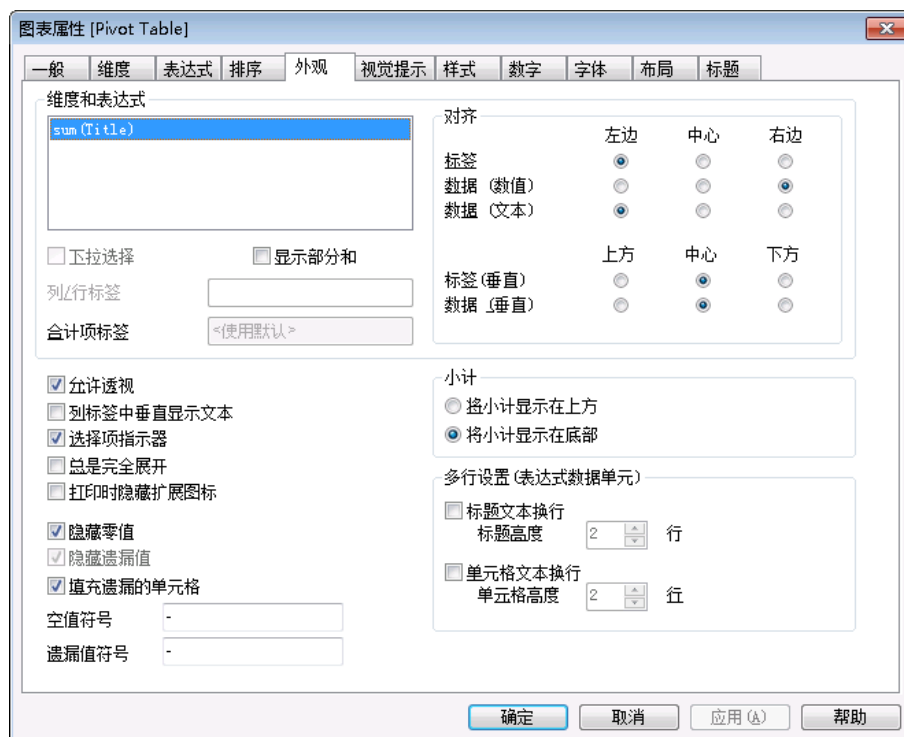 图表属性 [Pivot Table]
一般 维度 表达式 排序 外观 视觉提示 样式 数字 字体 布局 标题
维度和表达式
sum(Title)
下拉选择 显示部分和
列/行标签
合计项标签 <使用默认>
对齐
左边 中心 右边
标签
数据 (数值)
数据 (文本)
上方 中心 下方
标签(垂直)
数据 (垂直)
允许透视
列标签中垂直显示文本
选择项指示器
总是完全展开
打印时隐藏扩展图标
隐藏零值
隐藏遗漏值
填充遗漏的单元格
空值符号 -
遗漏值符号 -
小计
将小计显示在上方
将小计显示在底部
多行设置(表达式数据单元)
标题文本换行
标题高度 2 行
单元格文本换行
单元格高度 2 行
确定 取消 应用(A) 帮助